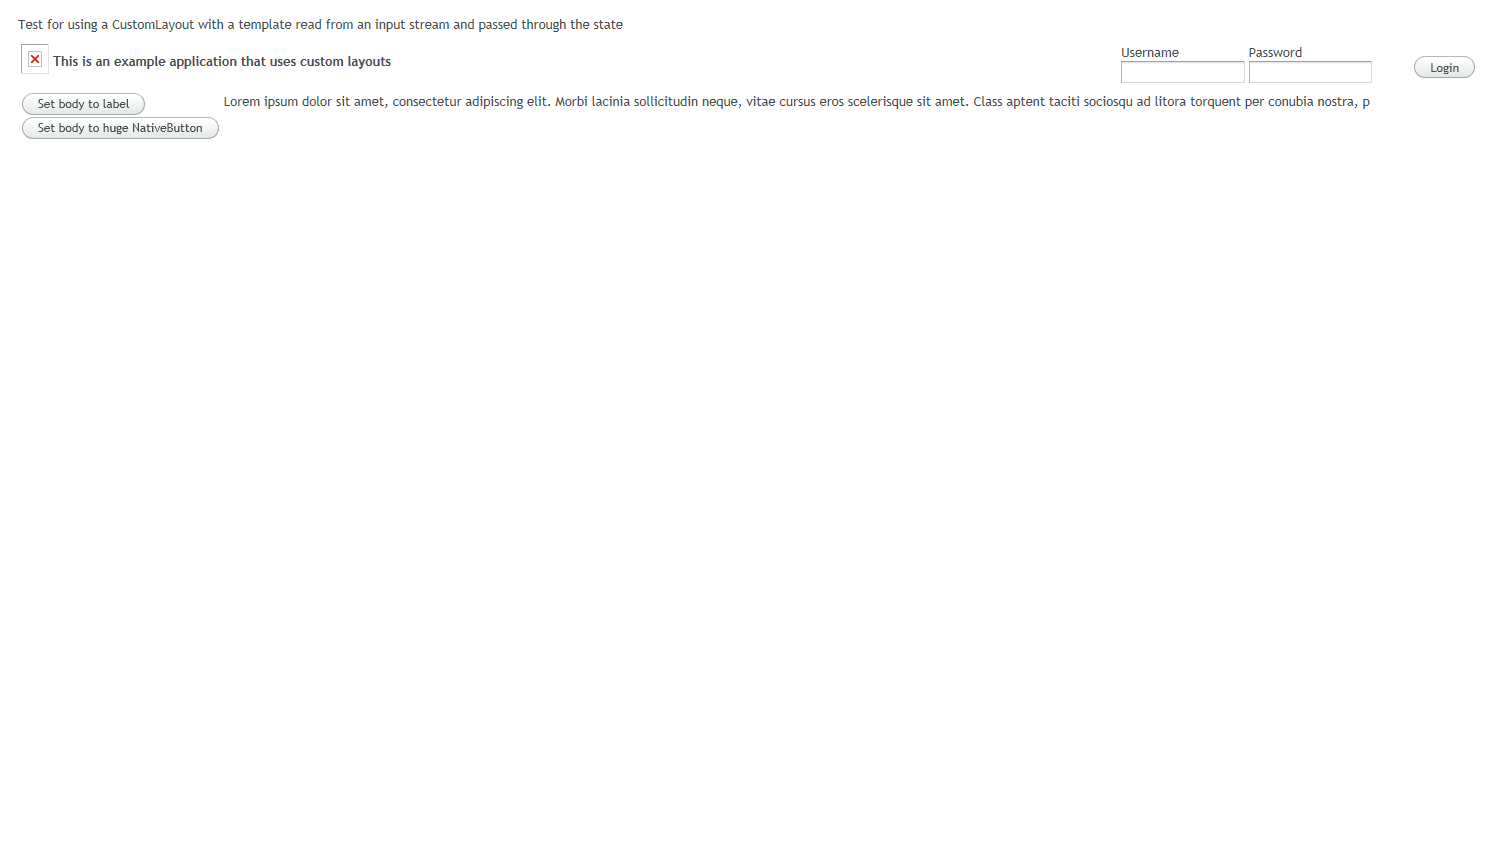 Test for using a CustomLayout with a template read from an input stream and passed through the state
This is an example application that uses custom layouts
Username
Password
Login
Set body to label
Lorem ipsum dolor sit amet, consectetur adipiscing elit. Morbi lacinia sollicitudin neque, vitae cursus eros scelerisque sit amet. Class aptent taciti sociosqu ad litora torquent per conubia nostra, p
Set body to huge NativeButton